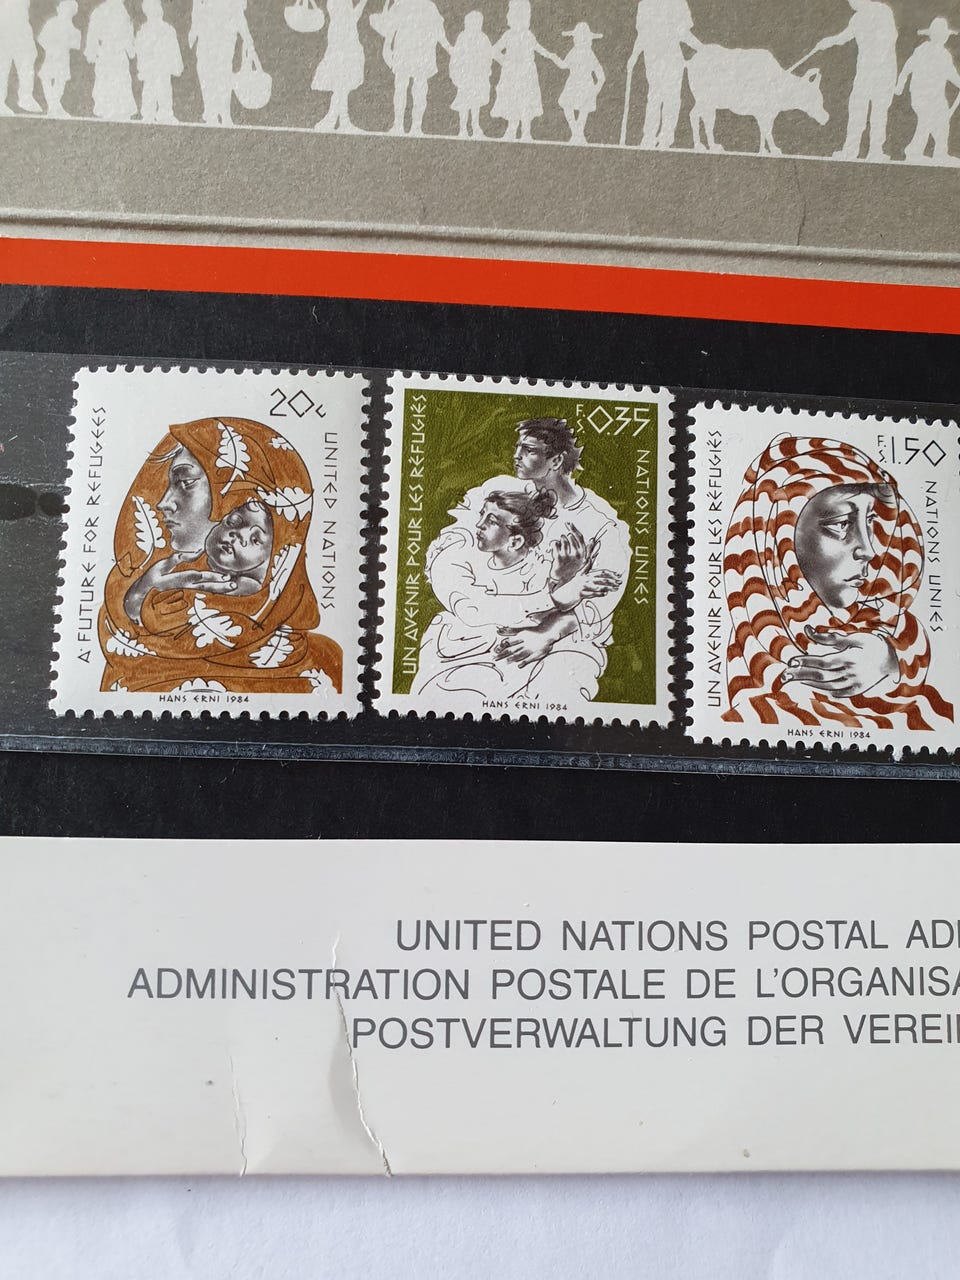 A FUTURE FOR REFUGEES
20c
UNITED NATIONS
HANS ERNI 1984
UN AVENIR POUR LES RÉFUGIÉS
F.S. 0.35
NATIONS UNIES
HANS ERNI 1984
UN AVENIR POUR LES RÉFUGIÉS
F.S. 1.50
NATIONS UNIES
HANS ERNI 1984
UNITED NATIONS POSTAL
ADMINISTRATION POSTALE DE L'ORGANISA
POSTVERWALTUNG DER VEREI